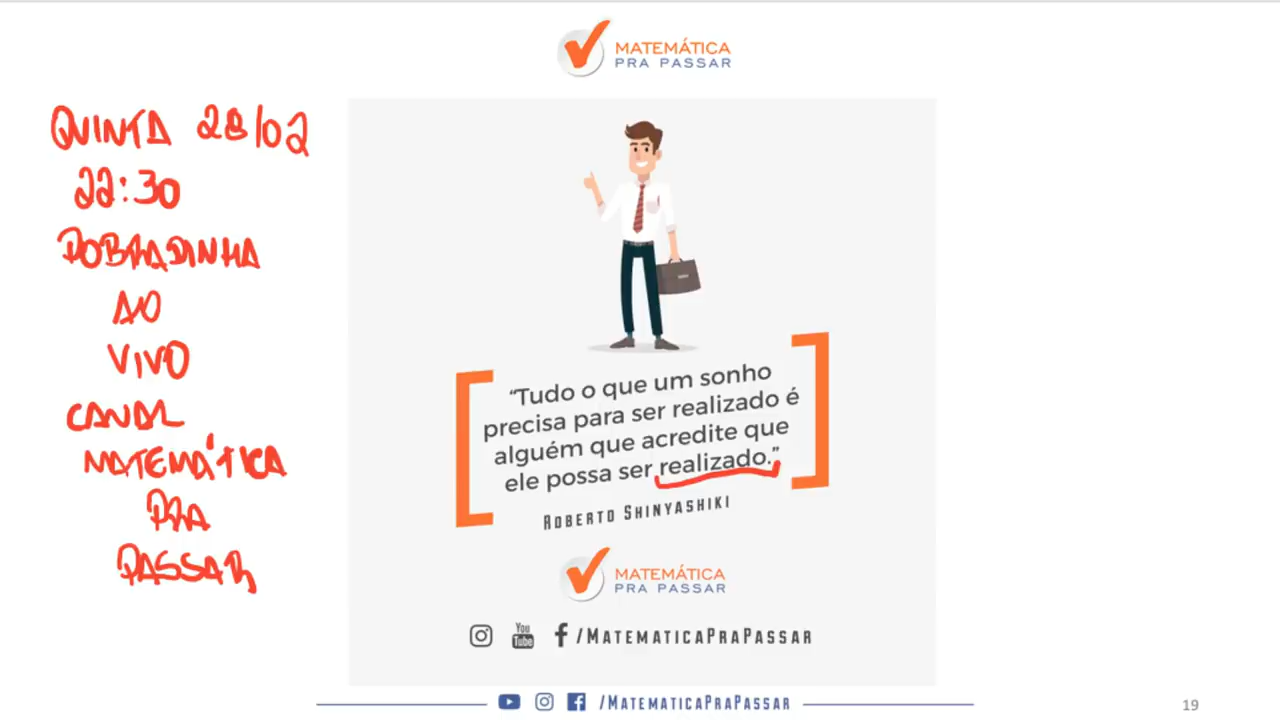 MATEMÁTICA
PRA PASSAR
QUINTA 28/02
22:30
DOBRADINHA
AO
VIVO
CANAL
MATEMÁTICA
PRA
PASSAR
“Tudo o que um sonho
precisa para ser realizado é
alguém que acredite que
ele possa ser realizado.”
ROBERTO SHINYASHIKI
MATEMÁTICA
PRA PASSAR
You Tube f /MATEMATICAPRAPASSAR
f /MATEMATICAPRAPASSAR
19